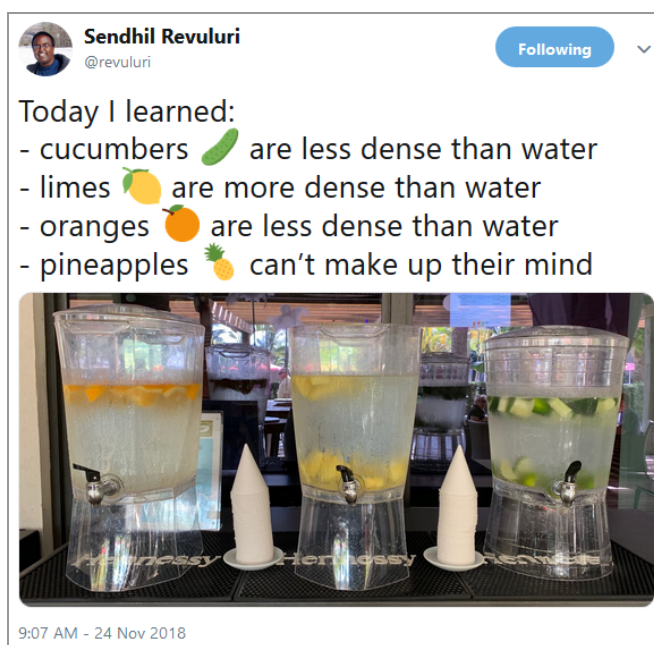 Sendhil Revuluri
@revuluri
Following
Today I learned:
- cucumbers 🥒 are less dense than water
- limes 🍋 are more dense than water
- oranges 🍊 are less dense than water
- pineapples 🍍 can’t make up their mind
Hennessy Hennessy Hennessy
9:07 AM - 24 Nov 2018